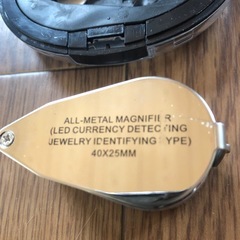 ALL-METAL MAGNIFIER
(LED CURRENCY DETECTING
JEWELRY IDENTIFYING TYPE)
40X25MM